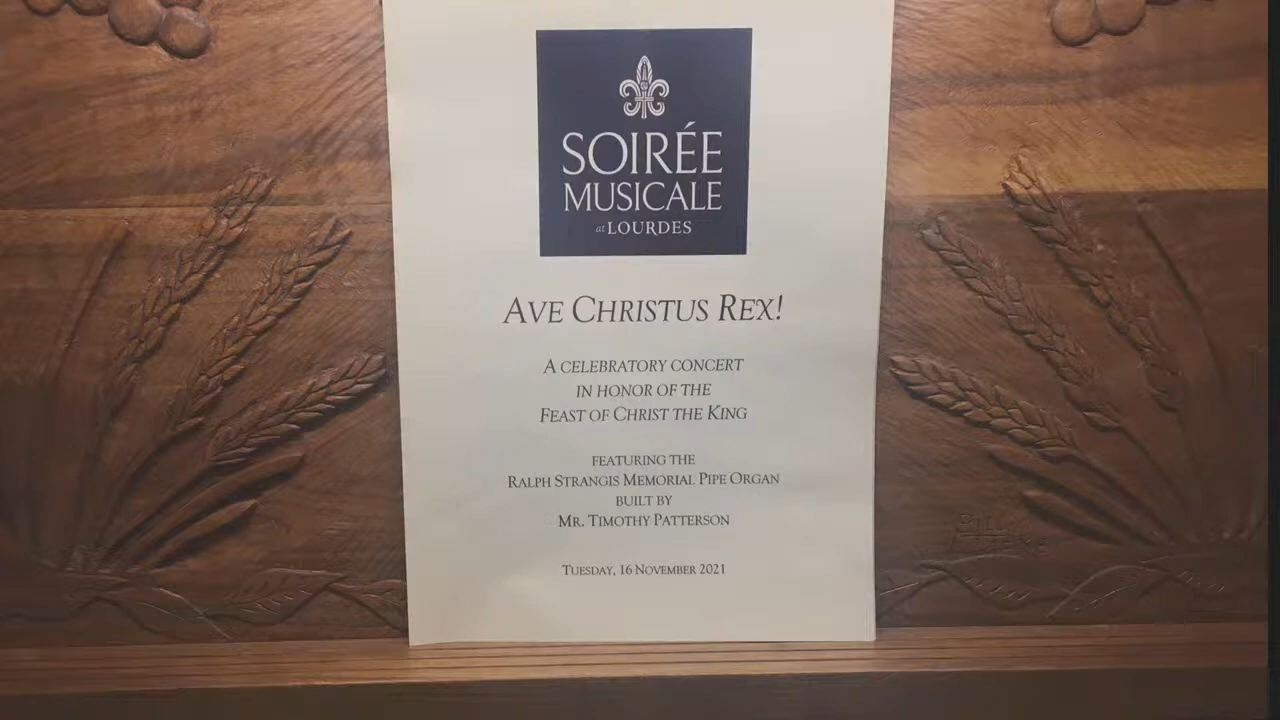 SOIRÉE
MUSICALE
at LOURDES
AVE CHRISTUS REX!
A CELEBRATORY CONCERT
IN HONOR OF THE
FEAST OF CHRIST THE KING
FEATURING THE
RALPH STRANGIS MEMORIAL PIPE ORGAN
BUILT BY
MR. TIMOTHY PATTERSON
TUESDAY, 16 NOVEMBER 2021